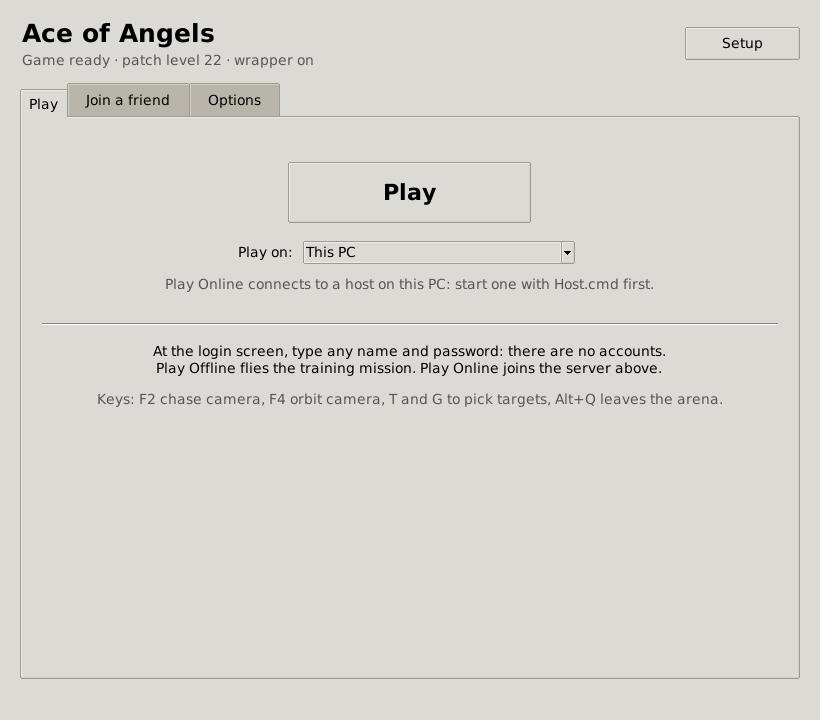 Ace of Angels
Game ready · patch level 22 · wrapper on
Setup
Play
Join a friend
Options
Play
Play on:
This PC
Play Online connects to a host on this PC: start one with Host.cmd first.
At the login screen, type any name and password: there are no accounts.
Play Offline flies the training mission. Play Online joins the server above.
Keys: F2 chase camera, F4 orbit camera, T and G to pick targets, Alt+Q leaves the arena.